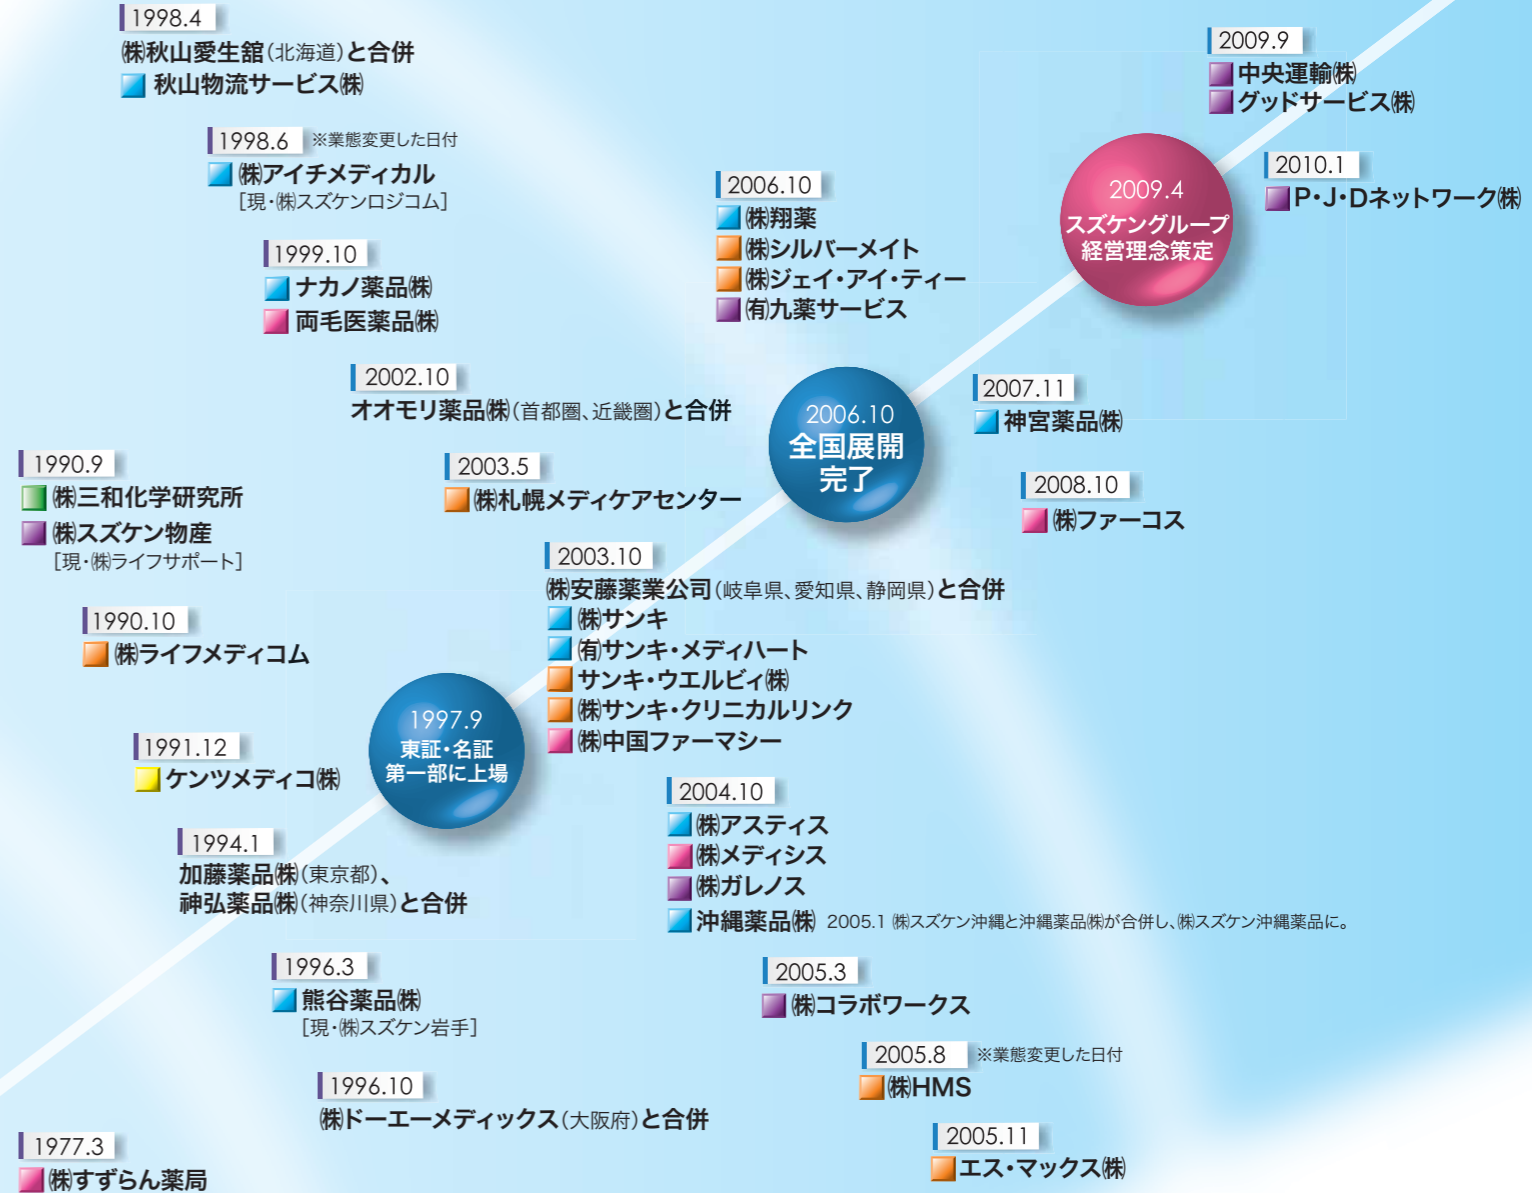 1998.4
㈱秋山愛生舘(北海道)と合併
秋山物流サービス㈱
1998.6 ※業態変更した日付
㈱アイチメディカル
[現・㈱スズケンロジコム]
1999.10
ナカノ薬品㈱
両毛医薬品㈱
2002.10
オオモリ薬品㈱(首都圏、近畿圏)と合併
1990.9
㈱三和化学研究所
㈱スズケン物産
[現・㈱ライフサポート]
1990.10
㈱ライフメディコム
1991.12
ケンツメディコ㈱
1994.1
加藤薬品㈱(東京都)、
神弘薬品㈱(神奈川県)と合併
1996.3
熊谷薬品㈱
[現・㈱スズケン岩手]
1996.10
㈱ドーエーメディックス(大阪府)と合併
1977.3
㈱すずらん薬局
1997.9
東証・名証
第一部に上場
2003.5
㈱札幌メディケアセンター
2003.10
㈱安藤薬業公司(岐阜県、愛知県、静岡県)と合併
㈱サンキ
㈲サンキ・メディハート
サンキ・ウエルビィ㈱
㈱サンキ・クリニカルリンク
㈱中国ファーマシー
2004.10
㈱アスティス
㈱メディシス
㈱ガレノス
沖縄薬品㈱ 2005.1 ㈱スズケン沖縄と沖縄薬品㈱が合併し、㈱スズケン沖縄薬品に。
2005.3
㈱コラボワークス
2005.8 ※業態変更した日付
㈱HMS
2005.11
エス・マックス㈱
2006.10
㈱翔薬
㈱シルバーメイト
㈱ジェイ・アイ・ティー
㈲九薬サービス
2006.10
全国展開
完了
2007.11
神宮薬品㈱
2008.10
㈱ファーコス
2009.4
スズケングループ
経営理念策定
2009.9
中央運輸㈱
グッドサービス㈱
2010.1
P・J・Dネットワーク㈱